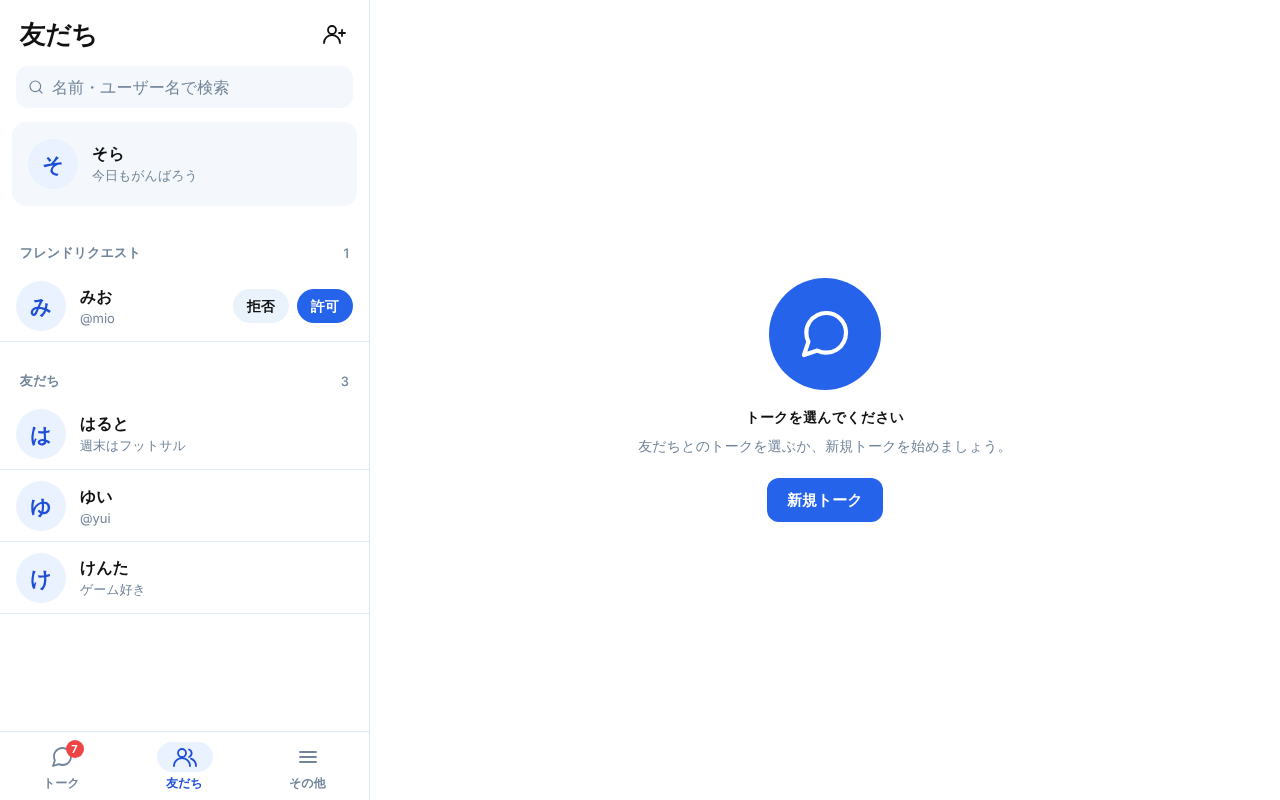 友だち
名前・ユーザー名で検索
そ
そら
今日もがんばろう
フレンドリクエスト 1
み
みお
@mio
拒否 許可
友だち 3
は
はると
週末はフットサル
ゆ
ゆい
@yui
け
けんた
ゲーム好き
7
トーク 友だち その他
トークを選んでください
友だちとのトークを選ぶか、新規トークを始めましょう。
新規トーク